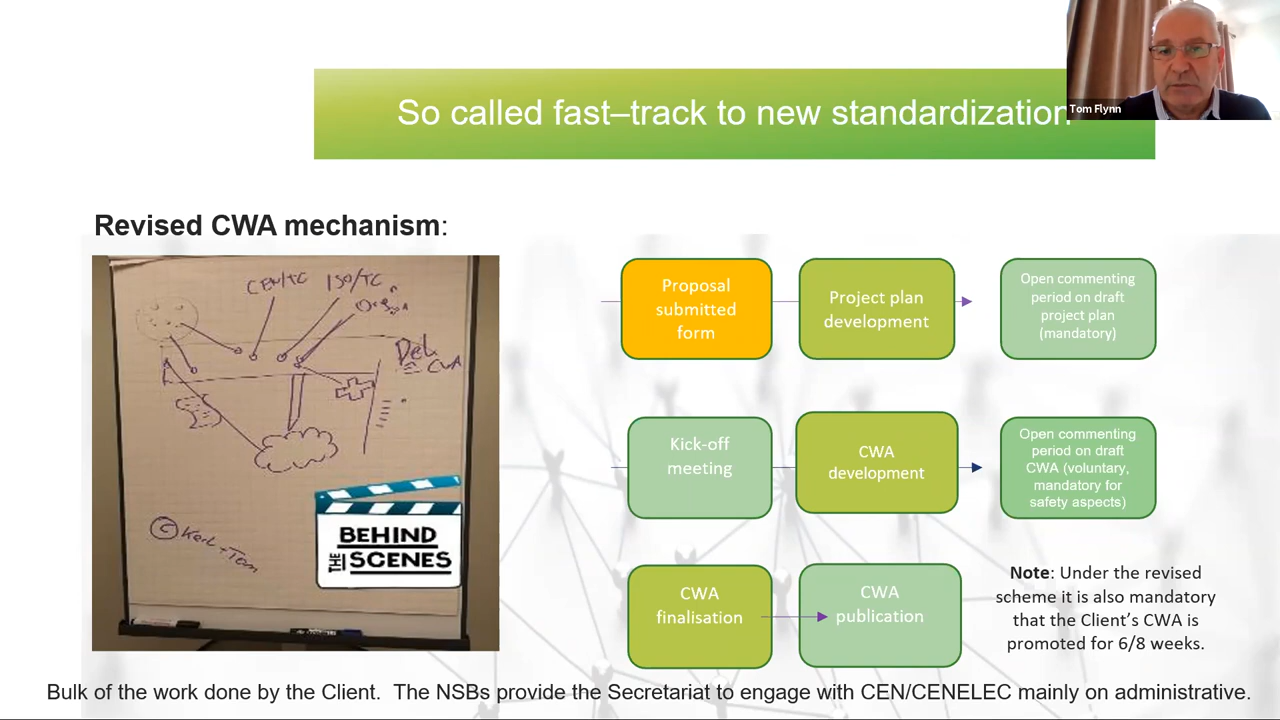 Tom Flynn
So called fast–track to new standardization
Revised CWA mechanism:
CEN/TC ISO/TC
Del
CWA
© Karl + Tom
BEHIND
THE SCENES
Proposal
submitted
form
Project plan
development
Open commenting
period on draft
project plan
(mandatory)
Kick-off
meeting
CWA
development
Open commenting
period on draft
CWA (voluntary,
mandatory for
safety aspects)
CWA
finalisation
CWA
publication
Note: Under the revised
scheme it is also mandatory
that the Client’s CWA is
promoted for 6/8 weeks.
Bulk of the work done by the Client.  The NSBs provide the Secretariat to engage with CEN/CENELEC mainly on administrative.